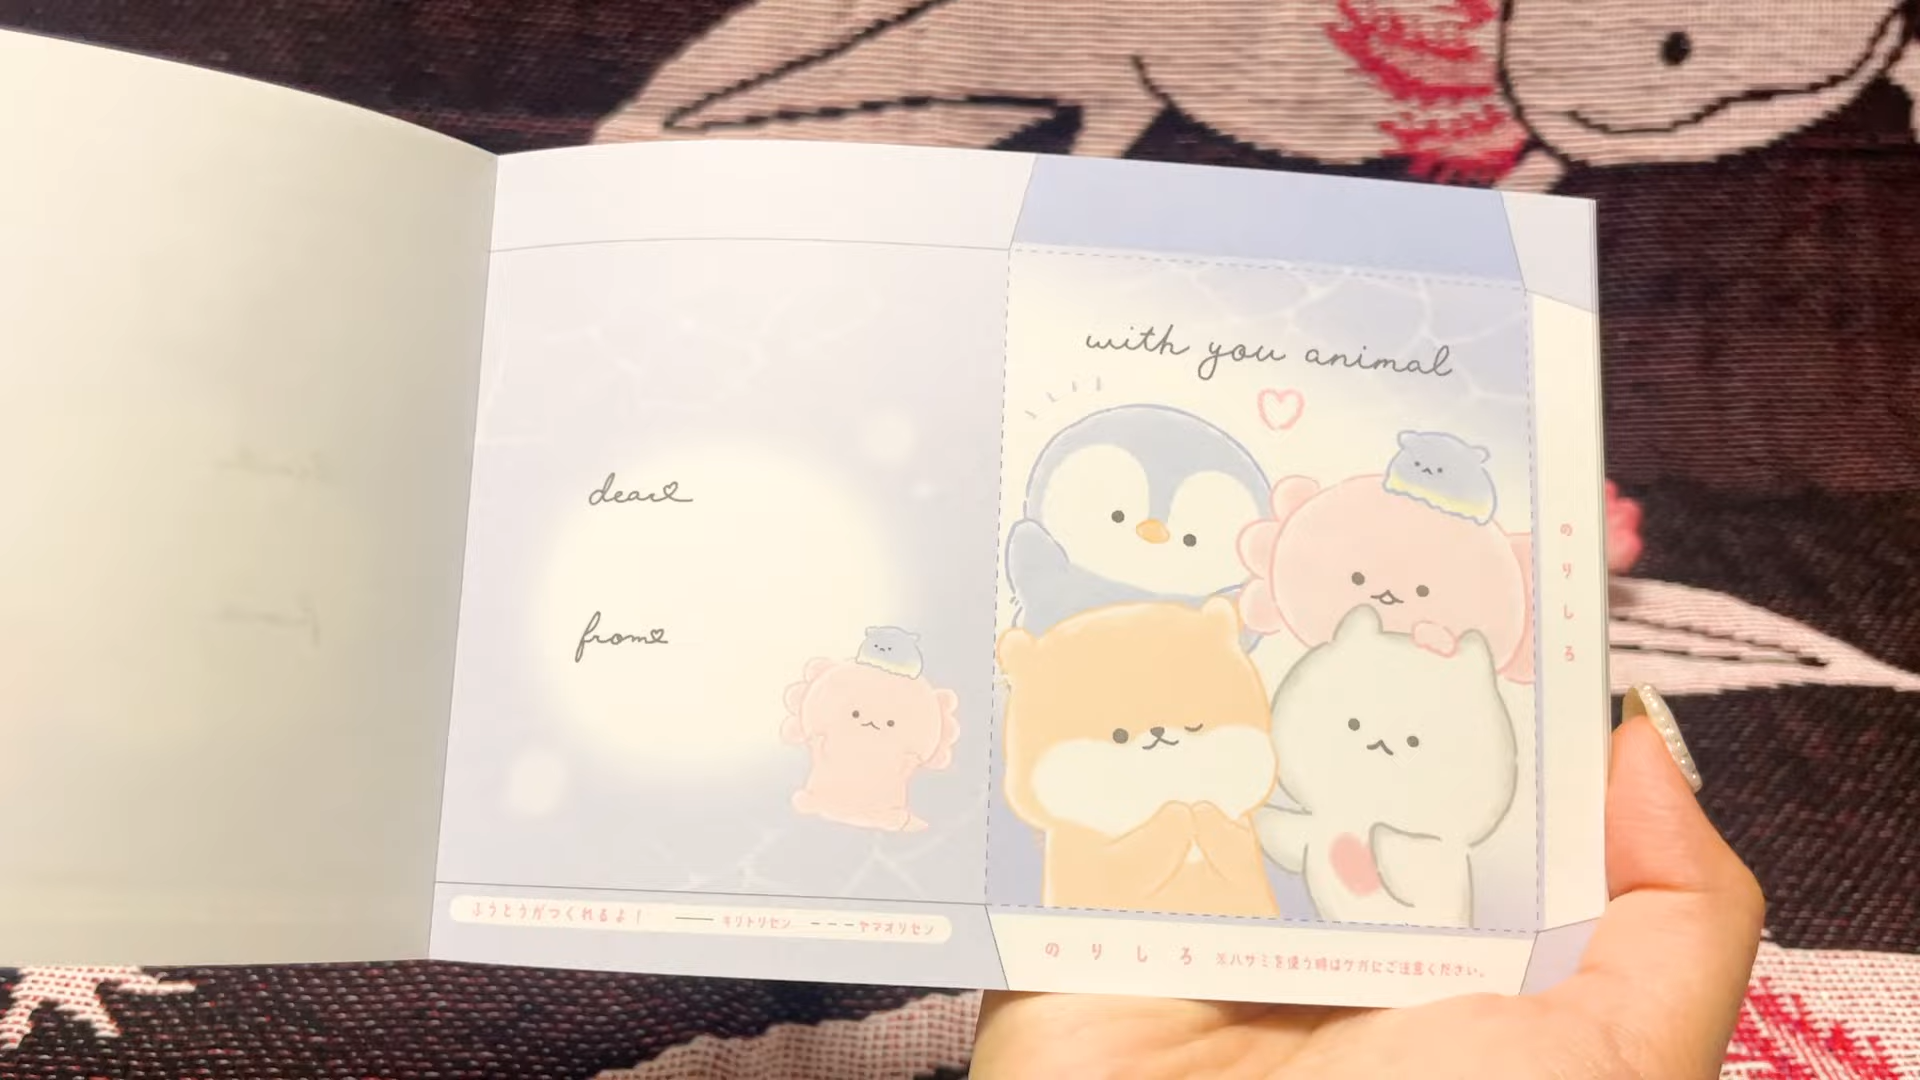 dear
from
ふうとうがつくれるよ！ ―― キリトリセン ---ヤマオリセン
with you animal
のりしろ
のりしろ ※ハサミを使う時はケガにご注意ください。